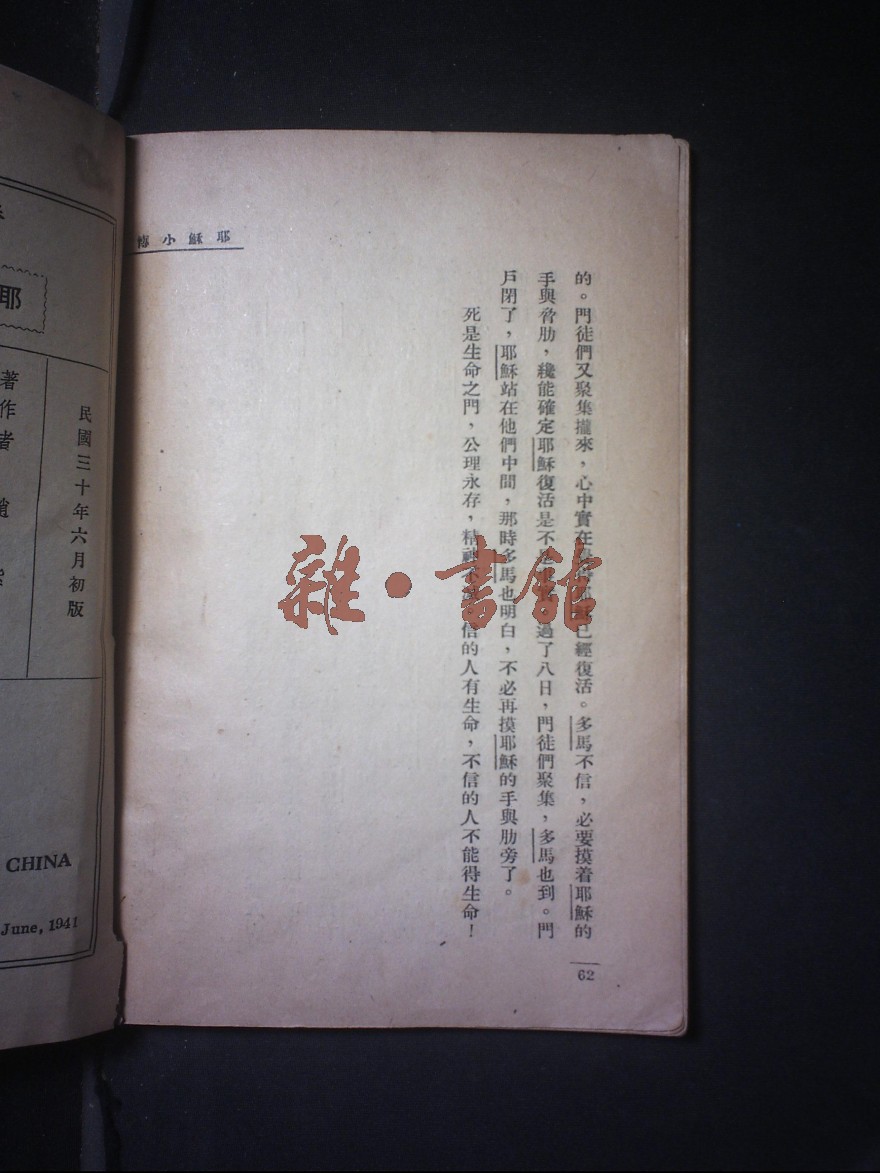 耶穌小傳
的。門徒們又聚集攏來，心中實在
已經復活。多馬不信，必要摸着耶穌的
手與脅肋，纔能確定耶穌復活是不是
過了八日，門徒們聚集，多馬也到。門
戶閉了，耶穌站在他們中間，那時多馬也明白，不必再摸耶穌的手與肋旁了。
死是生命之門，公理永存，精神
信的人有生命，不信的人不能得生命！
62
雜·書館
民國三十年六月初版
著作者
趙
耶
CHINA
June, 1941